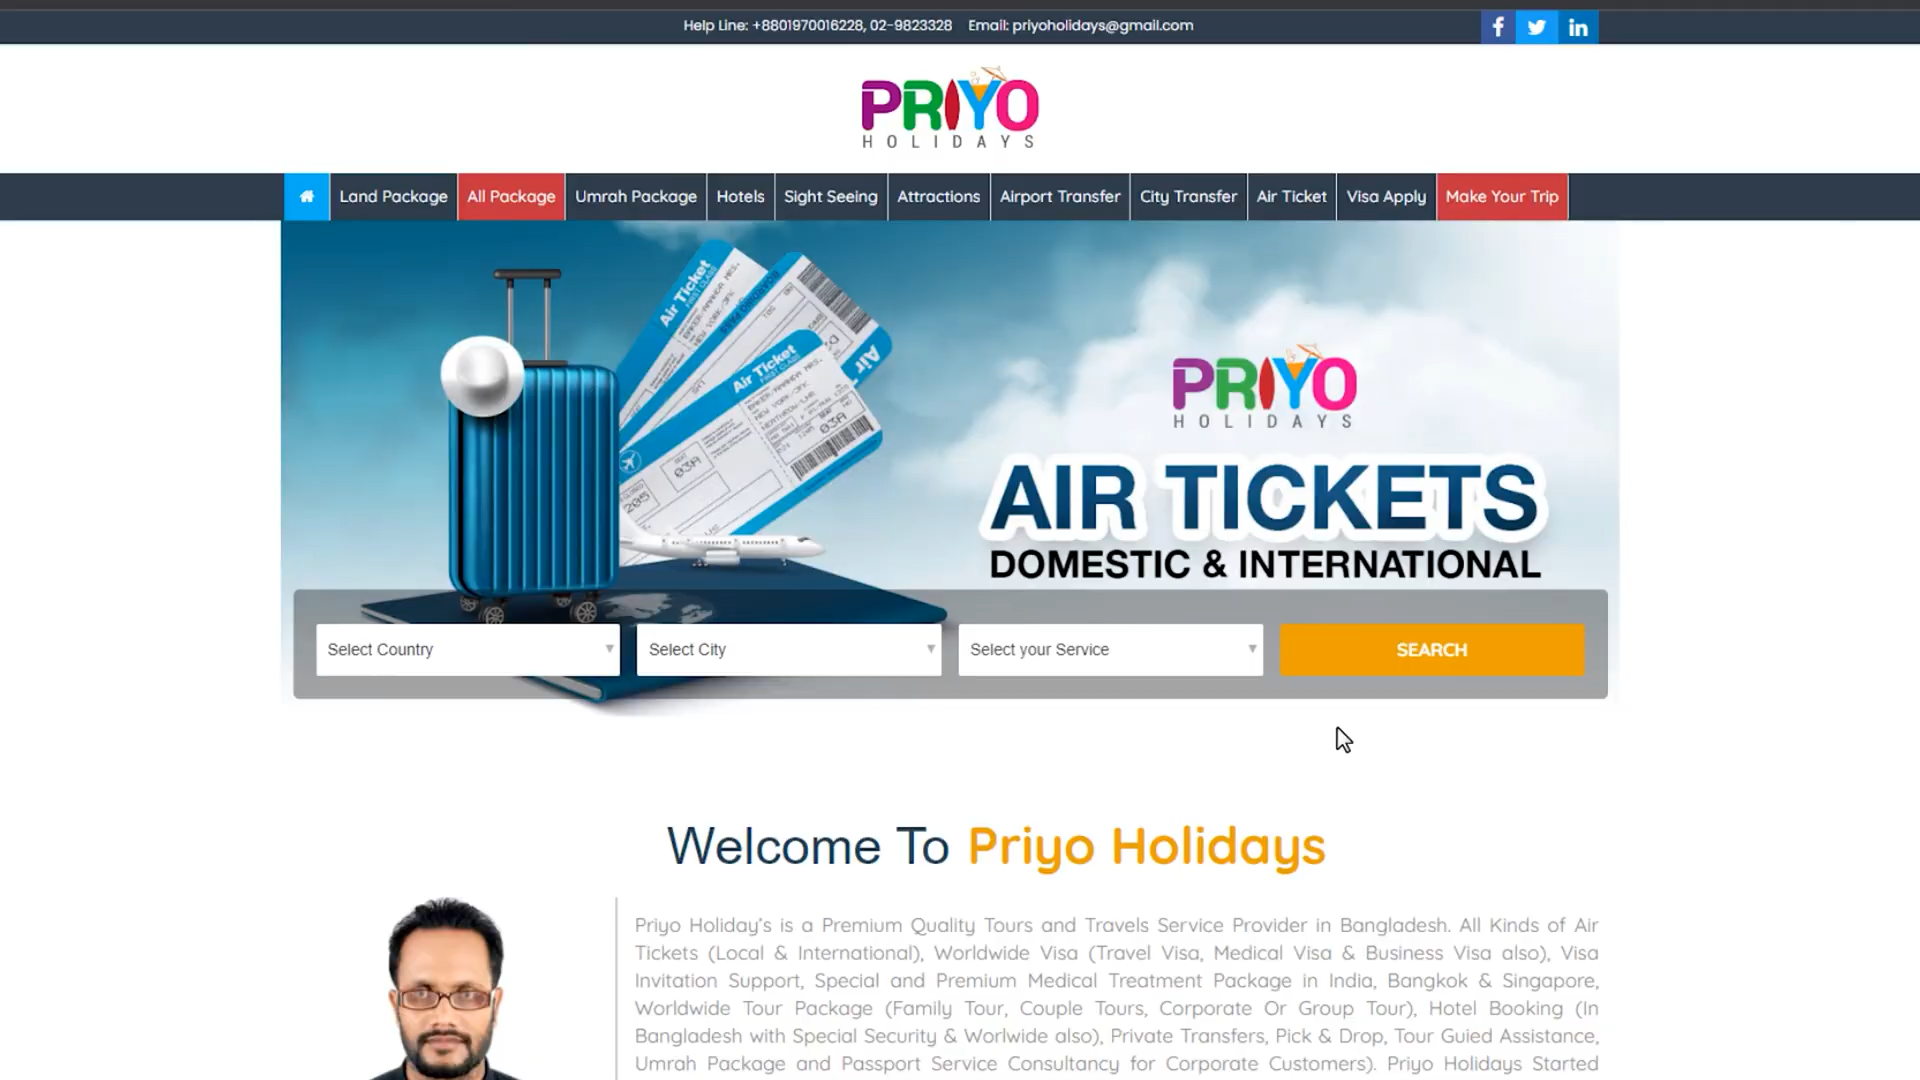 Help Line: +8801970016228, 02-9823328 Email: priyoholidays@gmail.com
PRIYO
HOLIDAYS
Land Package All Package Umrah Package Hotels Sight Seeing Attractions Airport Transfer City Transfer Air Ticket Visa Apply Make Your Trip
Air Ticket
FIRST CLASS
Air Ticket
FIRST CLASS
03A
03A
Air
PRIYO
HOLIDAYS
AIR TICKETS
DOMESTIC & INTERNATIONAL
Select Country Select City Select your Service SEARCH
Welcome To Priyo Holidays
Priyo Holiday's is a Premium Quality Tours and Travels Service Provider in Bangladesh. All Kinds of Air
Tickets (Local & International), Worldwide Visa (Travel Visa, Medical Visa & Business Visa also), Visa
Invitation Support, Special and Premium Medical Treatment Package in India, Bangkok & Singapore,
Worldwide Tour Package (Family Tour, Couple Tours, Corporate Or Group Tour), Hotel Booking (In
Bangladesh with Special Security & Worlwide also), Private Transfers, Pick & Drop, Tour Guied Assistance,
Umrah Package and Passport Service Consultancy for Corporate Customers). Priyo Holidays Started